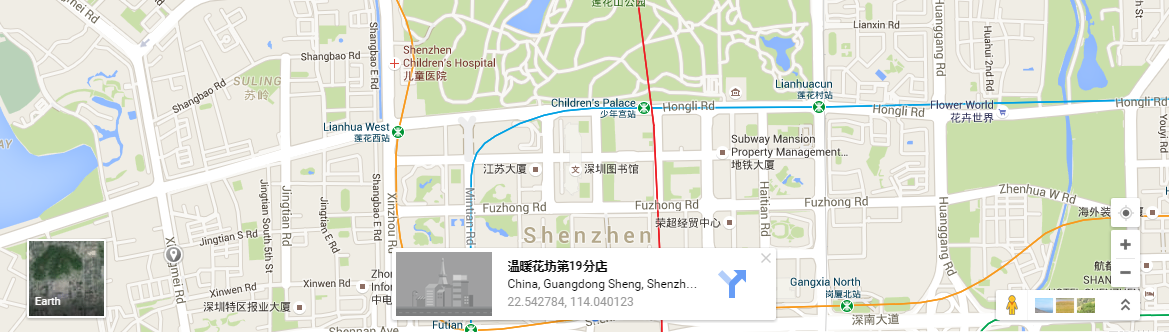 莲花山公园
Lianxin Rd
Huanggang Rd
Huahui 2nd Rd
Shangbao E Rd
Shangbao Rd
Shenzhen
Children's Hospital
儿童医院
SULING
苏岭
Shangbao Rd
Lianhuacun
莲花村站
Children's Palace
少年宫站
Hongli Rd
Hongli Rd
Flower World
花卉世界
Hongli Rd
Lianhua West
莲花西站
Subway Mansion
Property Management...
地铁大厦
江苏大厦
深圳图书馆
Jingtian South 5th St
Jingtian Rd
Jingtian Rd
Shangbao E Rd
Xinzhou Rd
Mintian Rd
Haitian Rd
Huanggang Rd
Yiyuan
Zhenhua W Rd
Fuzhong Rd
Fuzhong Rd
Fuzhong Rd
荣超经贸中心
海外装
Jingtian S Rd
Shenzhen
Xinwen Rd
Xinwen Rd
深圳特区报业大厦
Earth
温暖花坊第19分店
China, Guangdong Sheng, Shenzh...
22.542784, 114.040123
Gangxia North
岗厦北站
深南大道
Futian